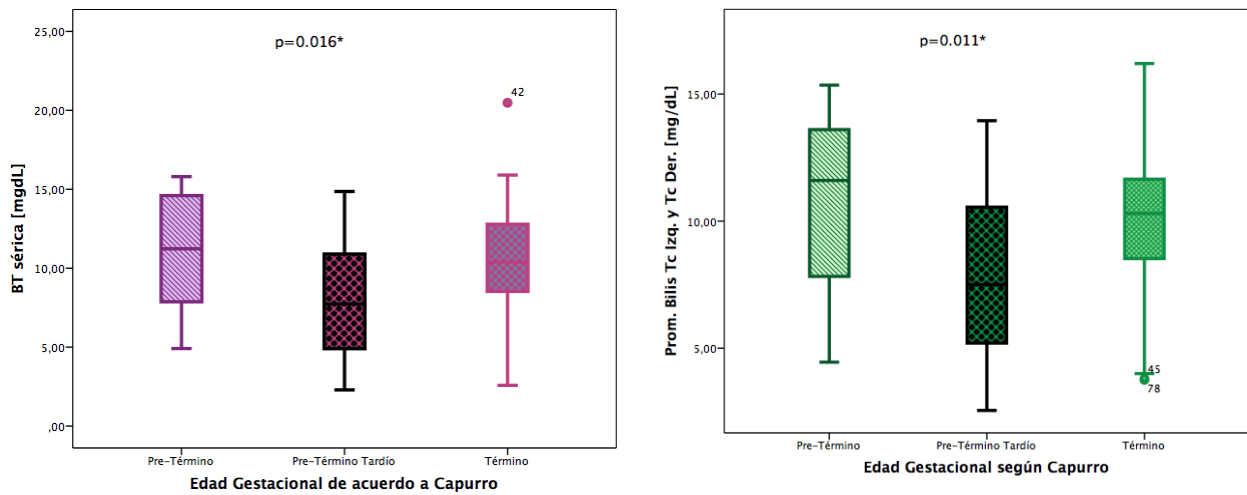 25,00
20,00
15,00
10,00
5,00
,00
BT sérica [mgdL]
p=0.016*
42
Pre-Término
Pre-Término Tardío
Término
Edad Gestacional de acuerdo a Capurro
15,00
10,00
5,00
Prom. Bilis Tc Izq. y Tc Der. [mg/dL]
p=0.011*
45
78
Pre-Término
Pre-Término Tardío
Término
Edad Gestacional según Capurro